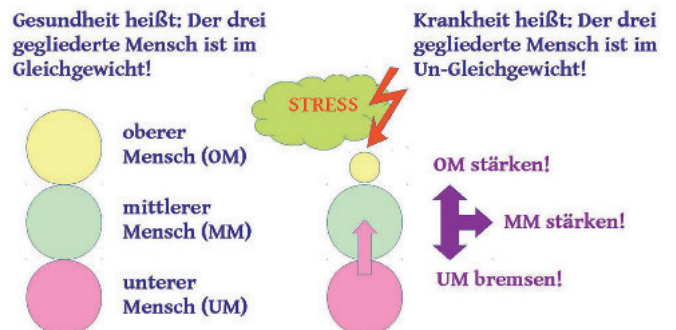 Gesundheit heißt: Der drei
gegliederte Mensch ist im
Gleichgewicht!
Krankheit heißt: Der drei
gegliederte Mensch ist im
Un-Gleichgewicht!
oberer
Mensch (OM)
mittlerer
Mensch (MM)
unterer
Mensch (UM)
STRESS
OM stärken!
MM stärken!
UM bremsen!